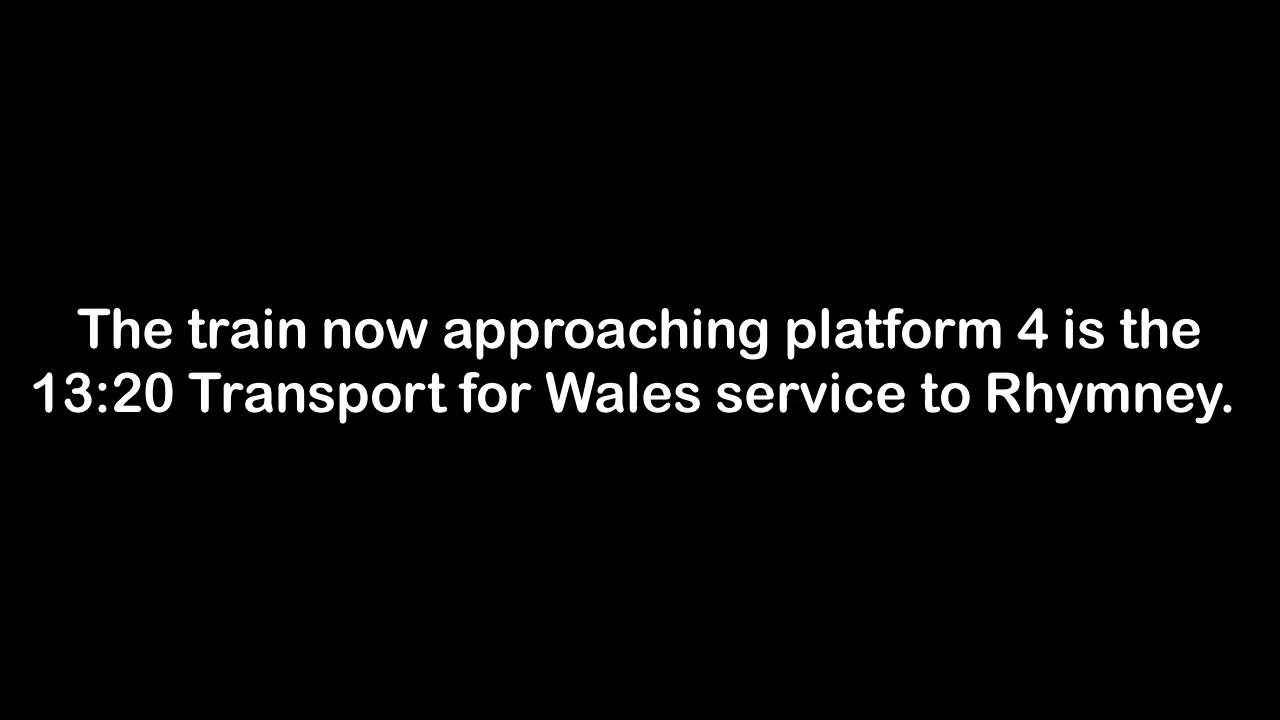 The train now approaching platform 4 is the
13:20 Transport for Wales service to Rhymney.